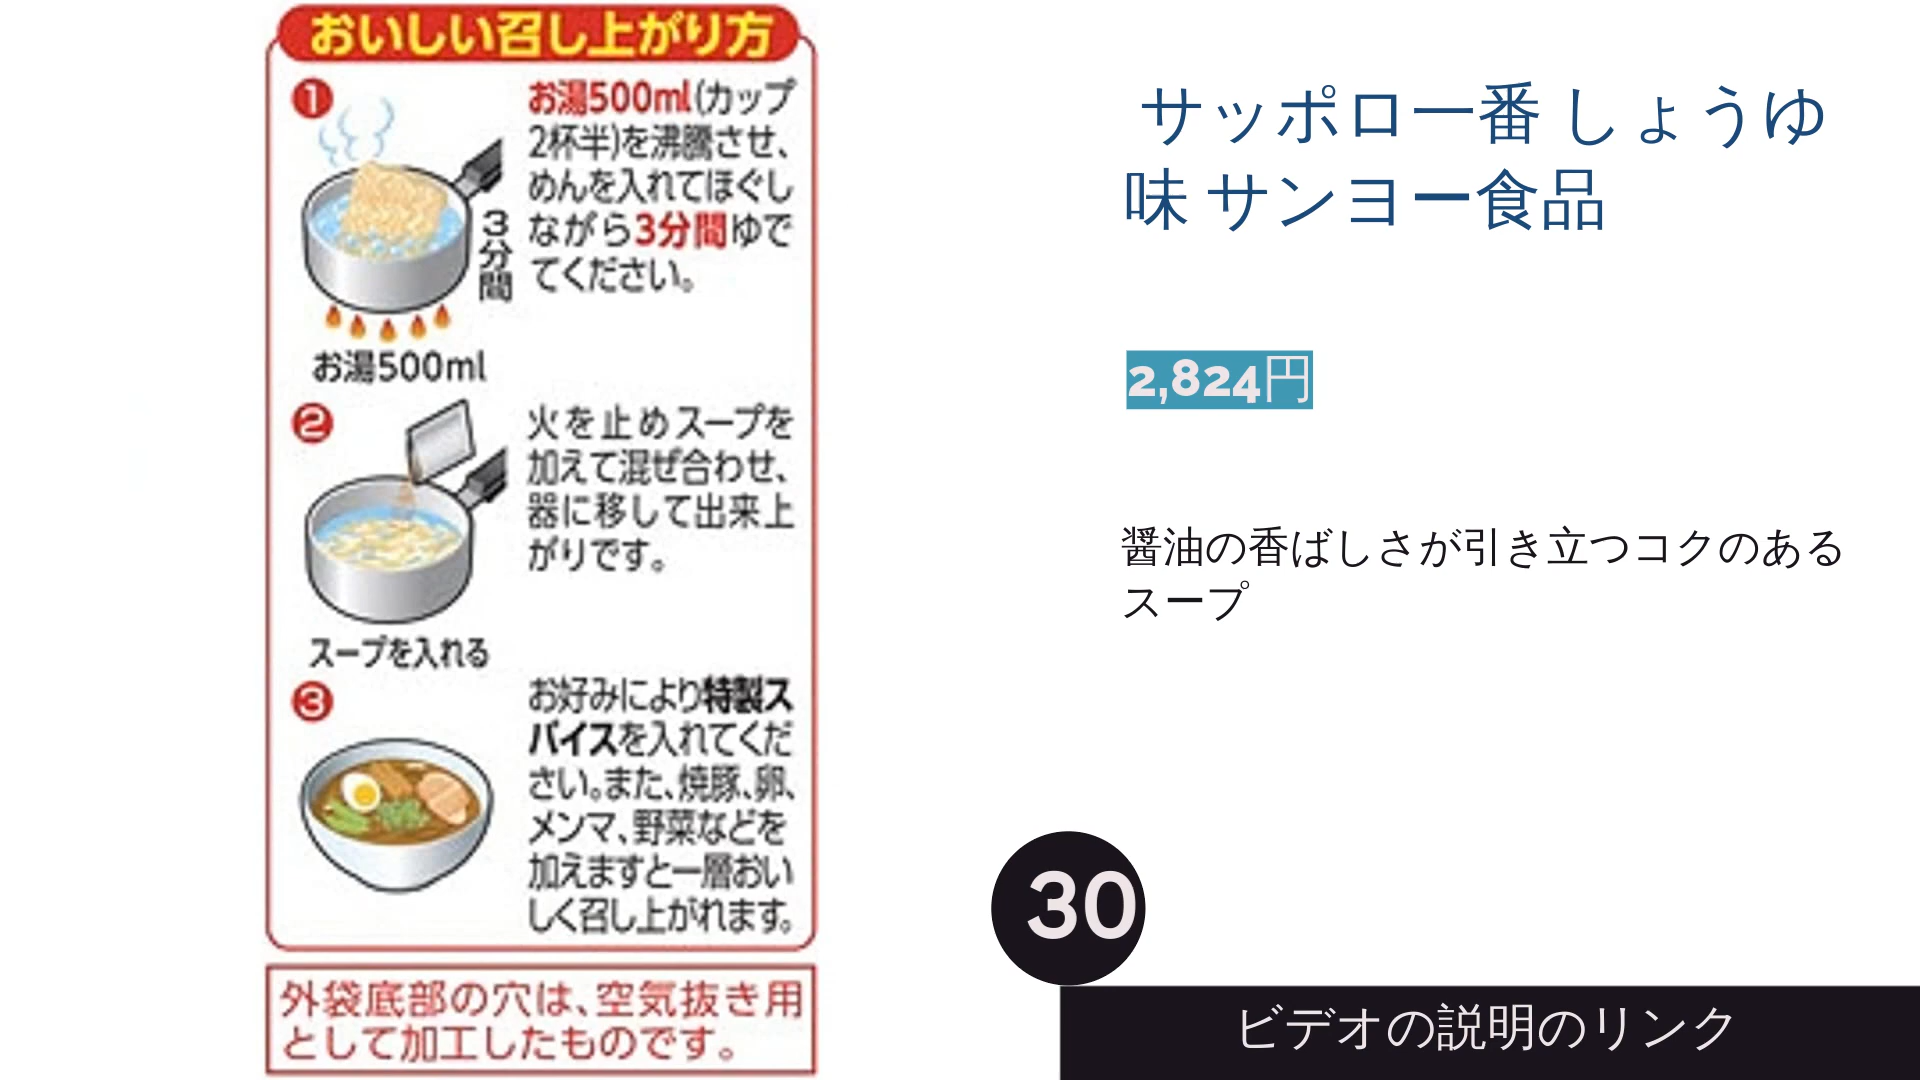 おいしい召し上がり方
1
お湯500ml(カップ
2杯半)を沸騰させ、
めんを入れてほぐし
ながら3分間ゆで
てください。
3分間
お湯500ml
2
火を止めスープを
加えて混ぜ合わせ、
器に移して出来上
がりです。
スープを入れる
3
お好みにより特製ス
パイスを入れてくだ
さい。また、焼豚、卵、
メンマ、野菜などを
加えますと一層おい
しく召し上がれます。
外袋底部の穴は、空気抜き用
として加工したものです。
サッポロ一番 しょうゆ
味 サンヨー食品
2,824円
醤油の香ばしさが引き立つコクのある
スープ
30
ビデオの説明のリンク